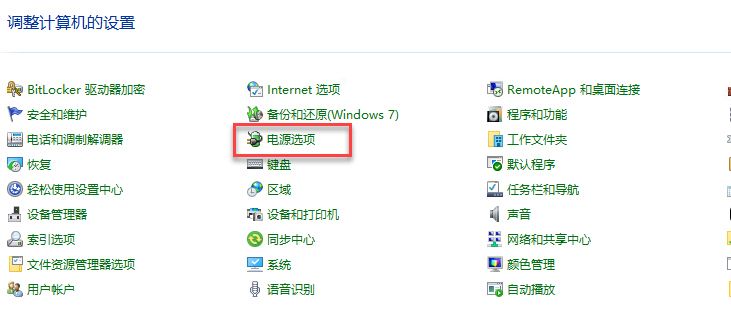 调整计算机的设置
BitLocker 驱动器加密 Internet 选项 RemoteApp 和桌面连接
安全和维护 备份和还原(Windows 7) 程序和功能
电话和调制解调器 电源选项 工作文件夹
恢复 键盘 默认程序
轻松使用设置中心 区域 任务栏和导航
设备管理器 设备和打印机 声音
索引选项 同步中心 网络和共享中心
文件资源管理器选项 系统 颜色管理
用户帐户 语音识别 自动播放